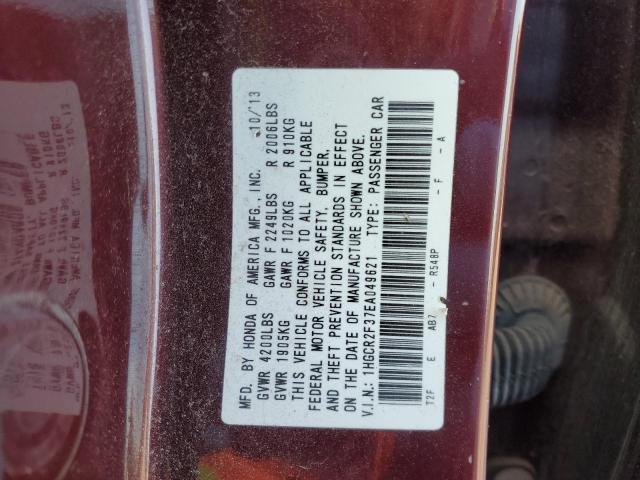 MFD. BY HONDA OF AMERICA MFG., INC. 10/13
GVWR 4200LBS GAWR F 2249LBS R 2006LBS
GVWR 1905KG GAWR F 1020KG R 910KG
THIS VEHICLE CONFORMS TO ALL APPLICABLE
FEDERAL MOTOR VEHICLE SAFETY, BUMPER,
AND THEFT PREVENTION STANDARDS IN EFFECT
ON THE DATE OF MANUFACTURE SHOWN ABOVE.
V.I.N.: 1HGCR2F37EA049621 TYPE: PASSENGER CAR
T2F E AB7 - R548P - F - A